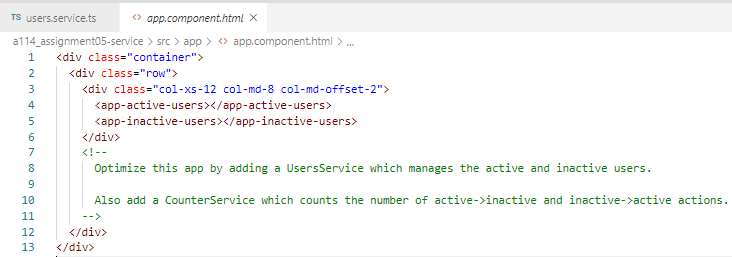 TS users.service.ts <> app.component.html ×
a114_assignment05-service > src > app > <> app.component.html > ...
1 <div class="container">
2 <div class="row">
3 <div class="col-xs-12 col-md-8 col-md-offset-2">
4 <app-active-users></app-active-users>
5 <app-inactive-users></app-inactive-users>
6 </div>
7 <!--
8 Optimize this app by adding a UsersService which manages the active and inactive users.
9
10 Also add a CounterService which counts the number of active->inactive and inactive->active actions.
11 -->
12 </div>
13 </div>